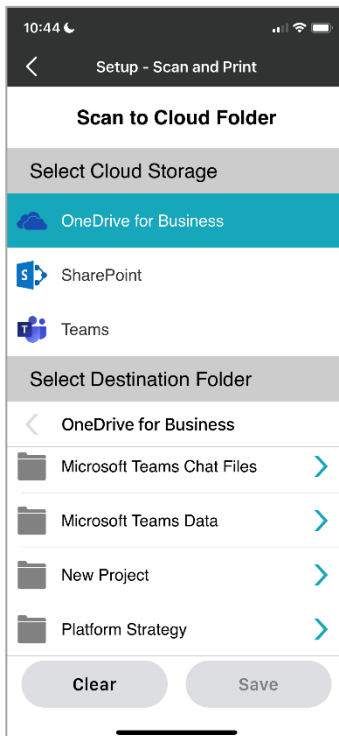 10:44
Setup - Scan and Print
Scan to Cloud Folder
Select Cloud Storage
OneDrive for Business
S
SharePoint
T
Teams
Select Destination Folder
OneDrive for Business
Microsoft Teams Chat Files
Microsoft Teams Data
New Project
Platform Strategy
Clear
Save